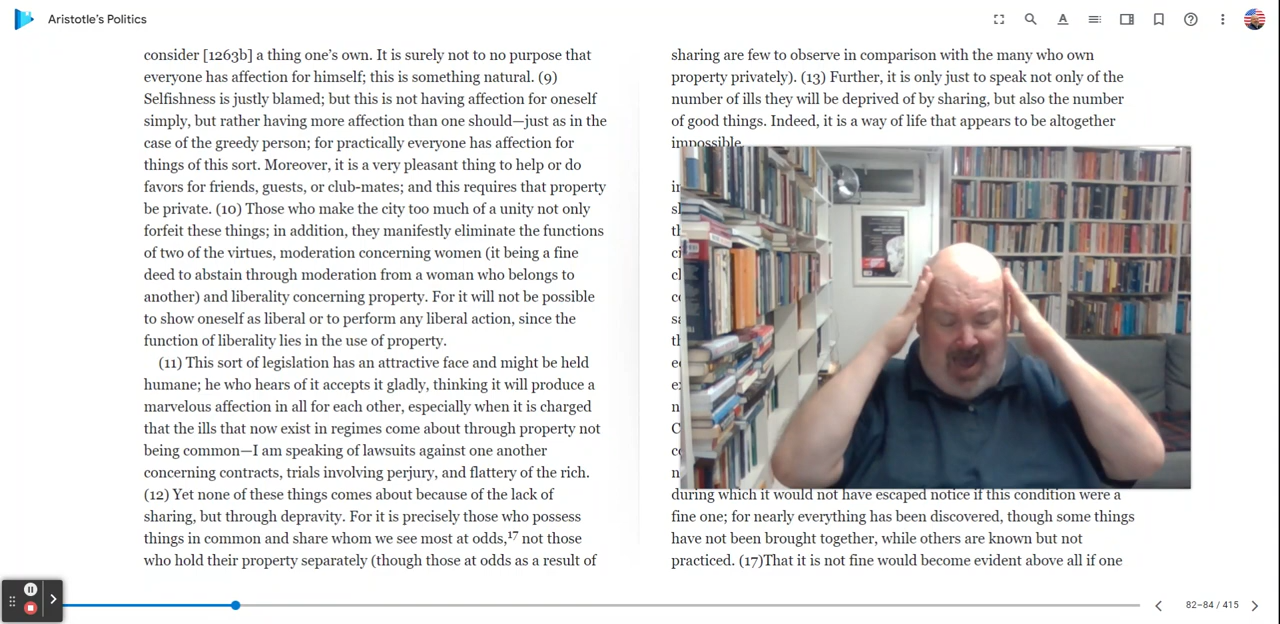 Aristotle's Politics
consider [1263b] a thing one's own. It is surely not to no purpose that
everyone has affection for himself; this is something natural. (9)
Selfishness is justly blamed; but this is not having affection for oneself
simply, but rather having more affection than one should—just as in the
case of the greedy person; for practically everyone has affection for
things of this sort. Moreover, it is a very pleasant thing to help or do
favors for friends, guests, or club-mates; and this requires that property
be private. (10) Those who make the city too much of a unity not only
forfeit these things; in addition, they manifestly eliminate the functions
of two of the virtues, moderation concerning women (it being a fine
deed to abstain through moderation from a woman who belongs to
another) and liberality concerning property. For it will not be possible
to show oneself as liberal or to perform any liberal action, since the
function of liberality lies in the use of property.
(11) This sort of legislation has an attractive face and might be held
humane; he who hears of it accepts it gladly, thinking it will produce a
marvelous affection in all for each other, especially when it is charged
that the ills that now exist in regimes come about through property not
being common—I am speaking of lawsuits against one another
concerning contracts, trials involving perjury, and flattery of the rich.
(12) Yet none of these things comes about because of the lack of
sharing, but through depravity. For it is precisely those who possess
things in common and share whom we see most at odds,17 not those
who hold their property separately (though those at odds as a result of
sharing are few to observe in comparison with the many who own
property privately). (13) Further, it is only just to speak not only of the
number of ills they will be deprived of by sharing, but also the number
of good things. Indeed, it is a way of life that appears to be altogether
impossible.
during which it would not have escaped notice if this condition were a
fine one; for nearly everything has been discovered, though some things
have not been brought together, while others are known but not
practiced. (17)That it is not fine would become evident above all if one
82–84 / 415